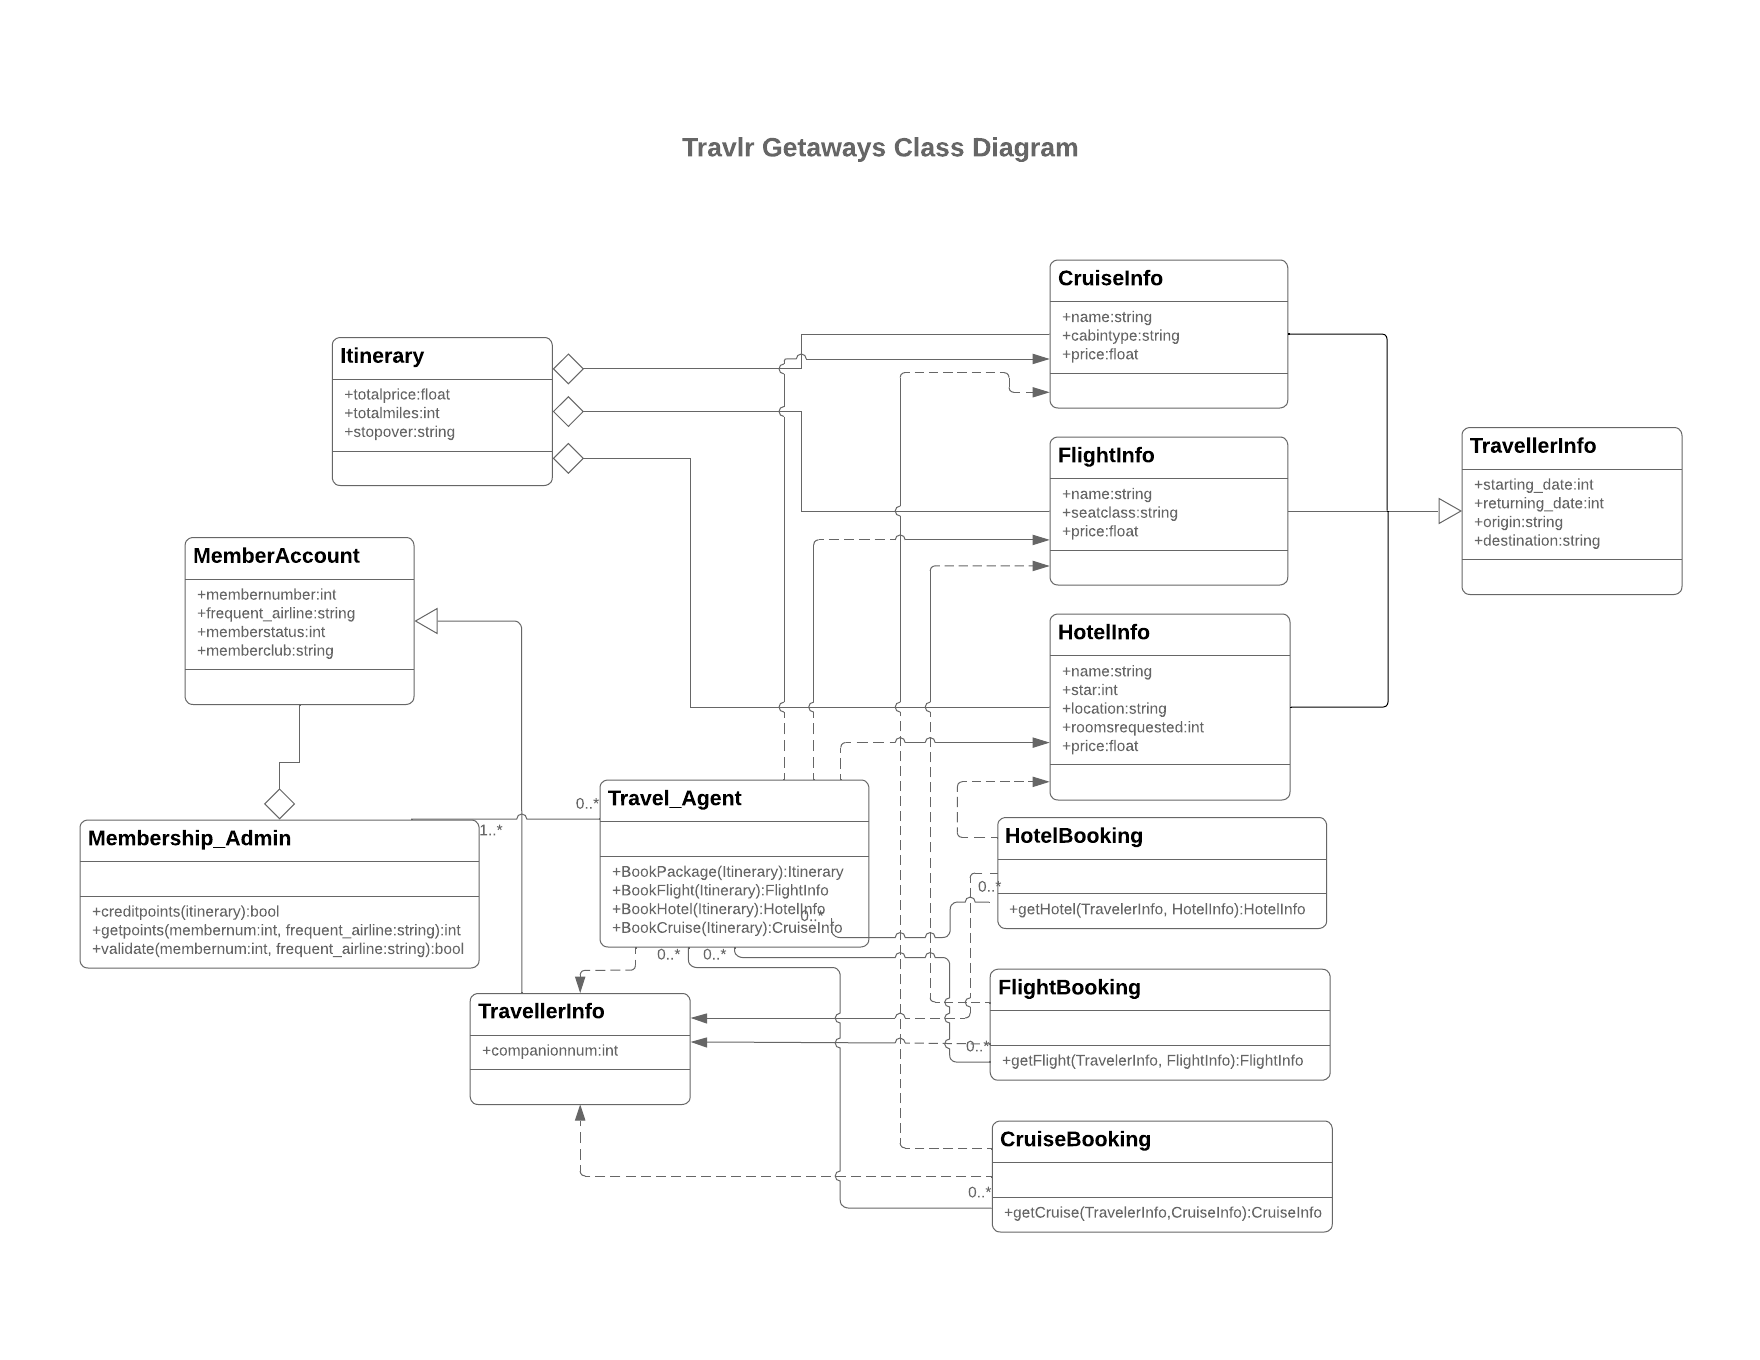 Travlr Getaways Class Diagram
CruiseInfo
+name:string
+cabintype:string
+price:float
Itinerary
+totalprice:float
+totalmiles:int
+stopover:string
FlightInfo
+name:string
+seatclass:string
+price:float
TravellerInfo
+starting_date:int
+returning_date:int
+origin:string
+destination:string
MemberAccount
+membernumber:int
+frequent_airline:string
+memberstatus:int
+memberclub:string
HotelInfo
+name:string
+star:int
+location:string
+roomsrequested:int
+price:float
0..*
Travel_Agent
+BookPackage(Itinerary):Itinerary
+BookFlight(Itinerary):FlightInfo
+BookHotel(Itinerary):HotelInfo
0..*
+BookCruise(Itinerary):CruiseInfo
0..*
0..*
1..*
Membership_Admin
+creditpoints(itinerary):bool
+getpoints(membernum:int, frequent_airline:string):int
+validate(membernum:int, frequent_airline:string):bool
HotelBooking
0..*
+getHotel(TravelerInfo, HotelInfo):HotelInfo
TravellerInfo
+companionnum:int
FlightBooking
0..*
+getFlight(TravelerInfo, FlightInfo):FlightInfo
CruiseBooking
0..*
+getCruise(TravelerInfo,CruiseInfo):CruiseInfo